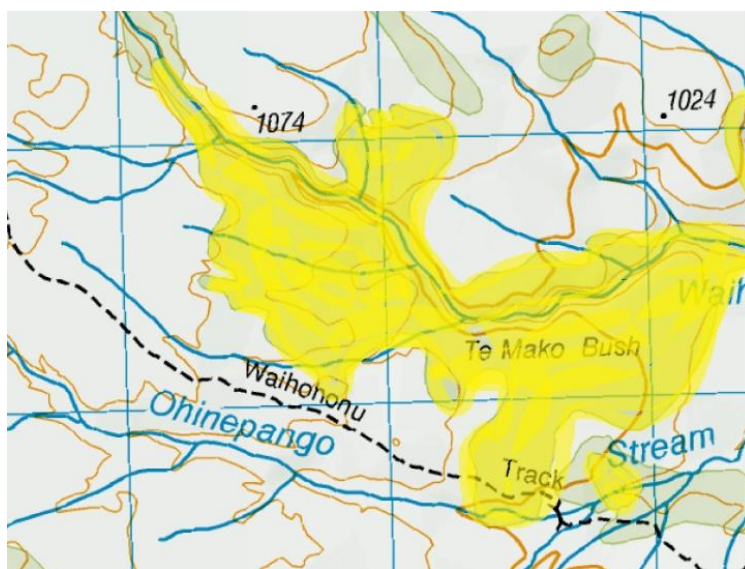 1074
1024
Waih
Te Mako Bush
Waihohonu
Ohinepango
Stream
Track